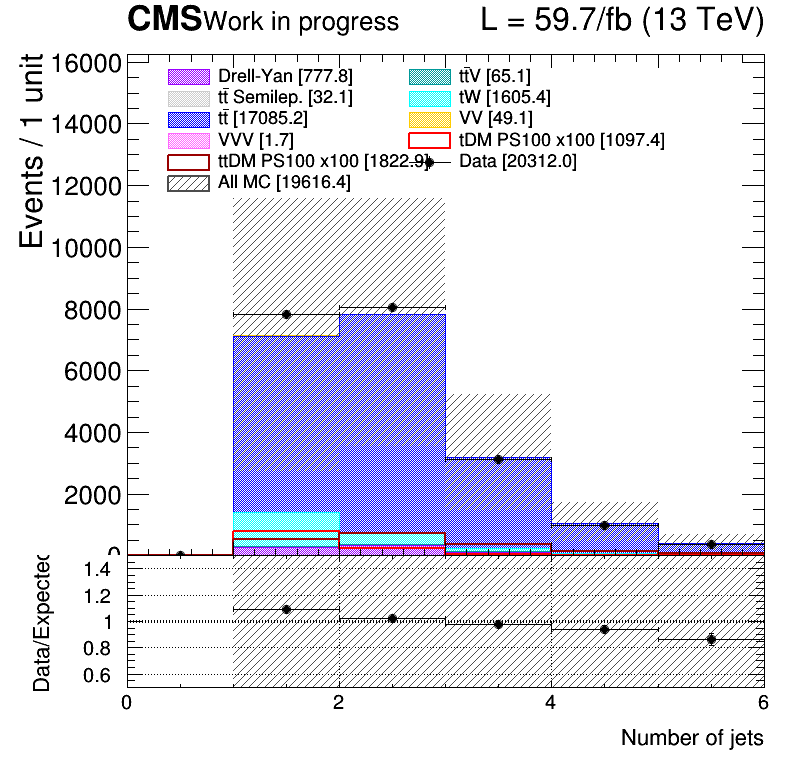 CMS Work in progress L = 59.7/fb (13 TeV)
Events / 1 unit
16000
14000
12000
10000
8000
6000
4000
2000
0
Drell-Yan [777.8]
tt̄V [65.1]
tt̄ Semilep. [32.1]
tW [1605.4]
tt̄ [17085.2]
VV [49.1]
VVV [1.7]
tDM PS100 x100 [1097.4]
ttDM PS100 x100 [1822.9]
Data [20312.0]
All MC [19616.4]
Data/Expected
1.4
1.2
1
0.8
0.6
0 2 4 6
Number of jets